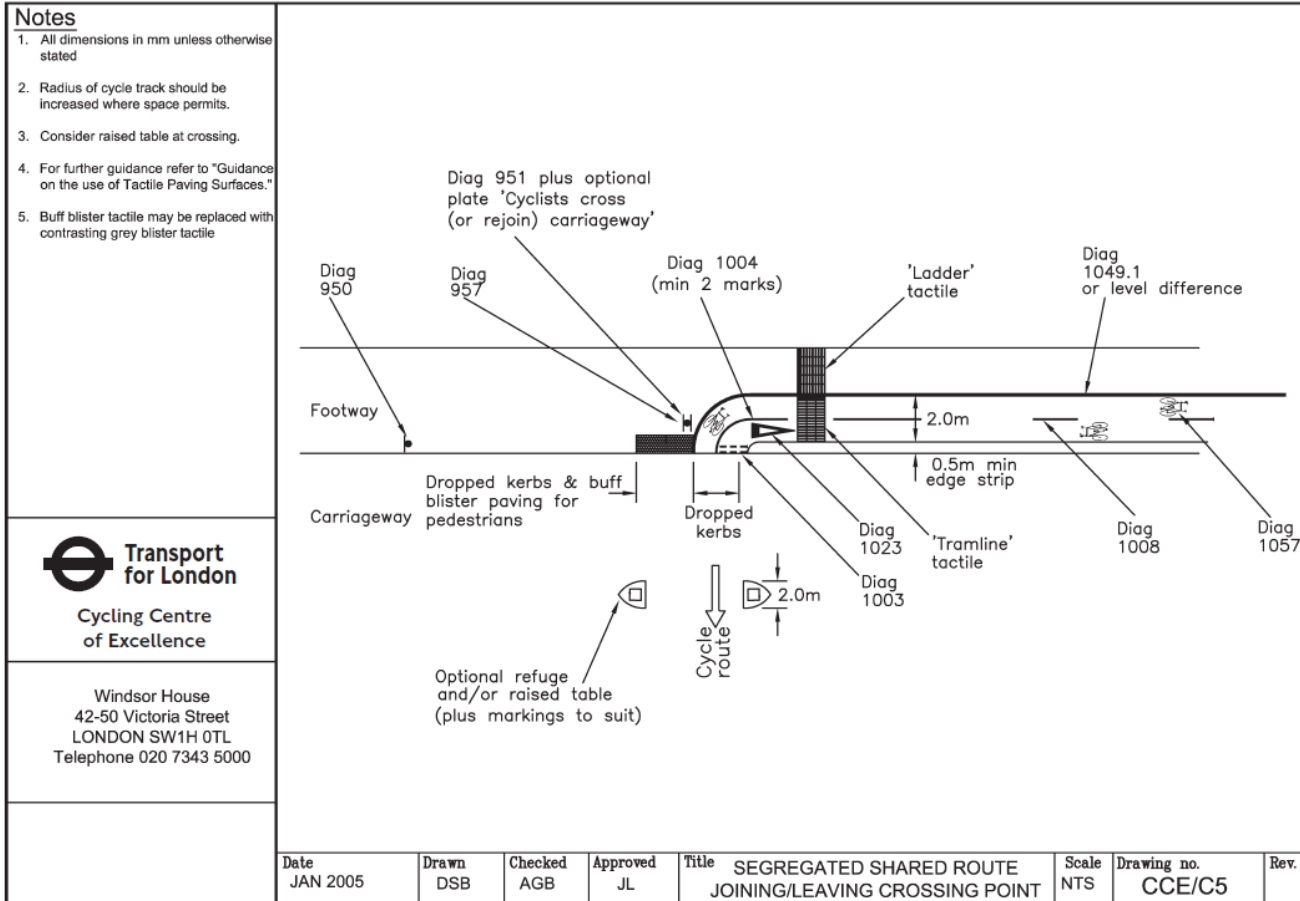 Notes
1. All dimensions in mm unless otherwise
stated
2. Radius of cycle track should be
increased where space permits.
3. Consider raised table at crossing.
4. For further guidance refer to "Guidance
on the use of Tactile Paving Surfaces."
5. Buff blister tactile may be replaced with
contrasting grey blister tactile
Diag 951 plus optional
plate 'Cyclists cross
(or rejoin) carriageway'
Diag
950
Diag
957
Diag 1004
(min 2 marks)
'Ladder'
tactile
Diag
1049.1
or level difference
Footway
2.0m
0.5m min
edge strip
Dropped kerbs & buff
blister paving for
pedestrians
Carriageway
Dropped
kerbs
Diag
1023
'Tramline'
tactile
Diag
1008
Diag
1057
Diag
1003
2.0m
Cycle
route
Optional refuge
and/or raised table
(plus markings to suit)
Transport
for London
Cycling Centre
of Excellence
Windsor House
42-50 Victoria Street
LONDON SW1H 0TL
Telephone 020 7343 5000
Date
JAN 2005
Drawn
DSB
Checked
AGB
Approved
JL
Title
SEGREGATED SHARED ROUTE
JOINING/LEAVING CROSSING POINT
Scale
NTS
Drawing no.
CCE/C5
Rev.